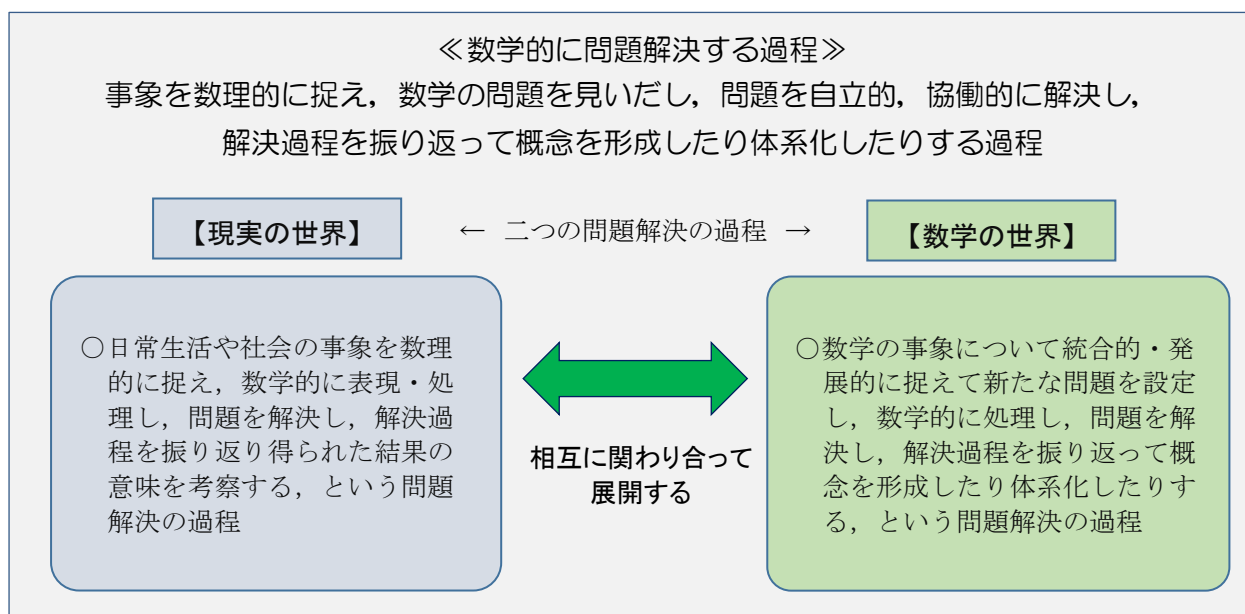 ≪数学的に問題解決する過程≫
事象を数理的に捉え，数学の問題を見いだし，問題を自立的，協働的に解決し，
解決過程を振り返って概念を形成したり体系化したりする過程
【現実の世界】
← 二つの問題解決の過程 →
【数学の世界】
○日常生活や社会の事象を数理
的に捉え，数学的に表現・処
理し，問題を解決し，解決過
程を振り返り得られた結果の
意味を考察する，という問題
解決の過程
相互に関わり合って
展開する
○数学の事象について統合的・発
展的に捉えて新たな問題を設定
し，数学的に処理し，問題を解
決し，解決過程を振り返って概
念を形成したり体系化したりす
る，という問題解決の過程